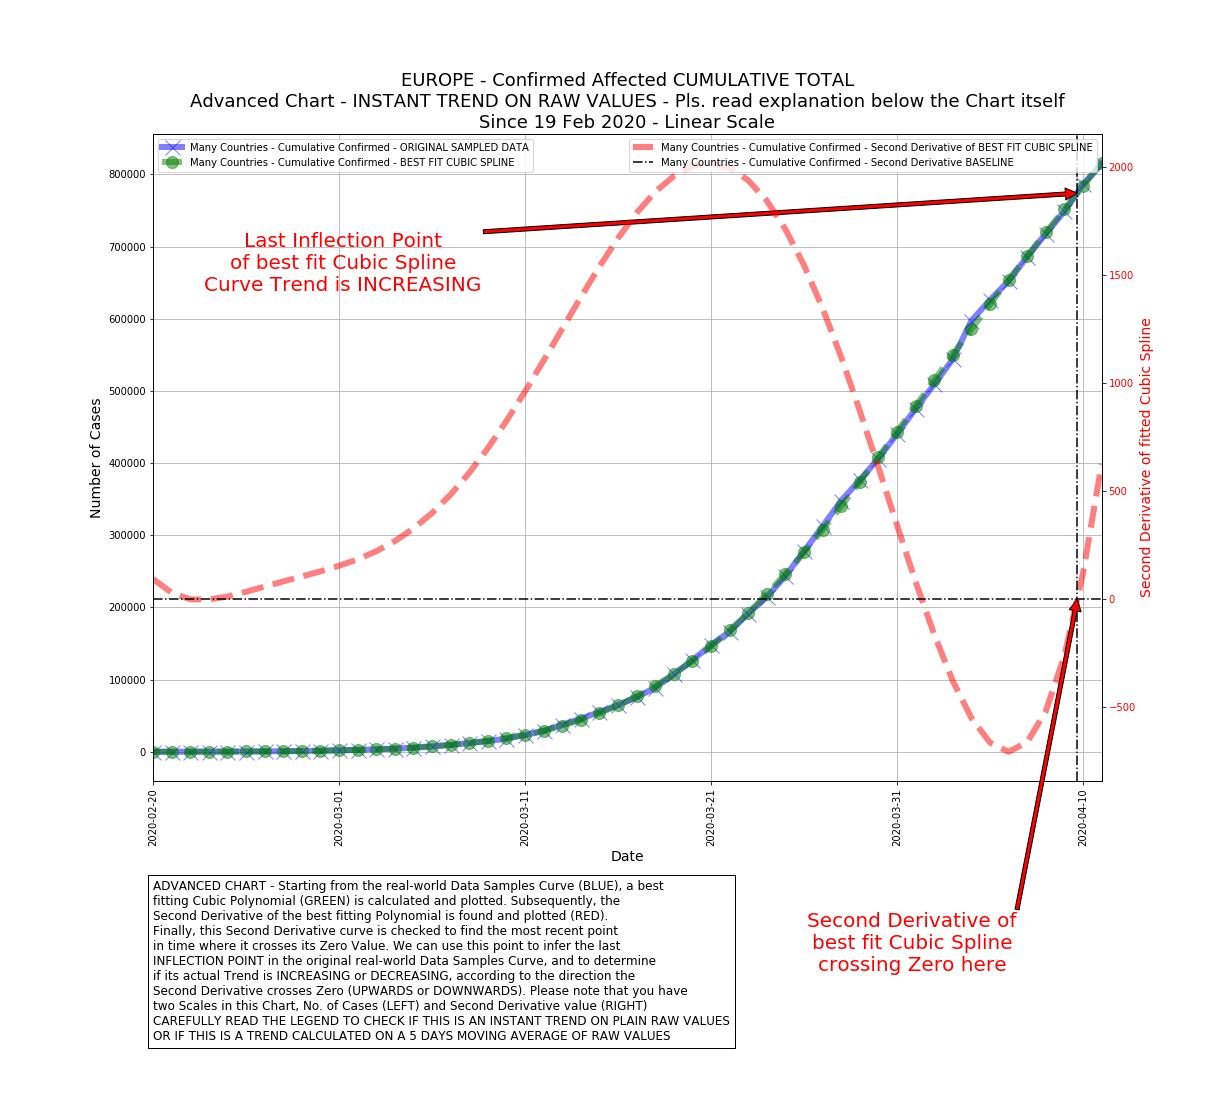 EUROPE - Confirmed Affected CUMULATIVE TOTAL
Advanced Chart - INSTANT TREND ON RAW VALUES - Pls. read explanation below the Chart itself
Since 19 Feb 2020 - Linear Scale
Many Countries - Cumulative Confirmed - ORIGINAL SAMPLED DATA
Many Countries - Cumulative Confirmed - BEST FIT CUBIC SPLINE
Many Countries - Cumulative Confirmed - Second Derivative of BEST FIT CUBIC SPLINE
Many Countries - Cumulative Confirmed - Second Derivative BASELINE
Last Inflection Point
of best fit Cubic Spline
Curve Trend is INCREASING
Number of Cases
800000
700000
600000
500000
400000
300000
200000
100000
0
Second Derivative of fitted Cubic Spline
2000
1500
1000
500
0
−500
2020-02-20
2020-03-01
2020-03-11
2020-03-21
2020-03-31
2020-04-10
Date
ADVANCED CHART - Starting from the real-world Data Samples Curve (BLUE), a best
fitting Cubic Polynomial (GREEN) is calculated and plotted. Subsequently, the
Second Derivative of the best fitting Polynomial is found and plotted (RED).
Finally, this Second Derivative curve is checked to find the most recent point
in time where it crosses its Zero Value. We can use this point to infer the last
INFLECTION POINT in the original real-world Data Samples Curve, and to determine
if its actual Trend is INCREASING or DECREASING, according to the direction the
Second Derivative crosses Zero (UPWARDS or DOWNWARDS). Please note that you have
two Scales in this Chart, No. of Cases (LEFT) and Second Derivative value (RIGHT)
CAREFULLY READ THE LEGEND TO CHECK IF THIS IS AN INSTANT TREND ON PLAIN RAW VALUES
OR IF THIS IS A TREND CALCULATED ON A 5 DAYS MOVING AVERAGE OF RAW VALUES
Second Derivative of
best fit Cubic Spline
crossing Zero here